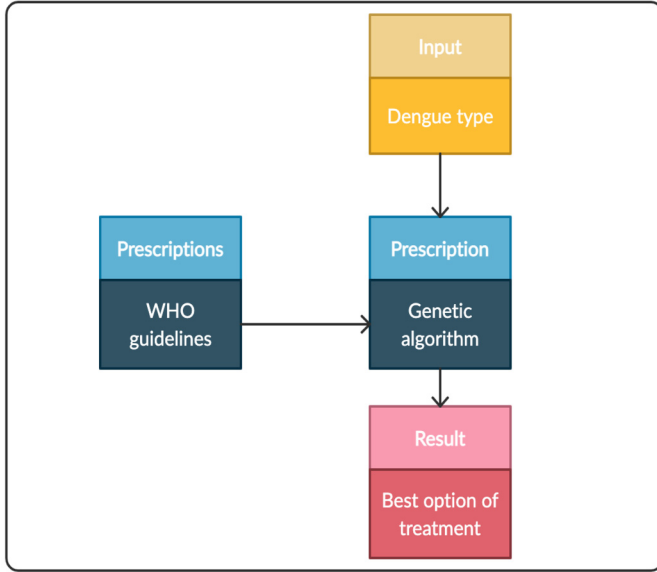 Input
Dengue type
Prescriptions
WHO
guidelines
Prescription
Genetic
algorithm
Result
Best option of
treatment